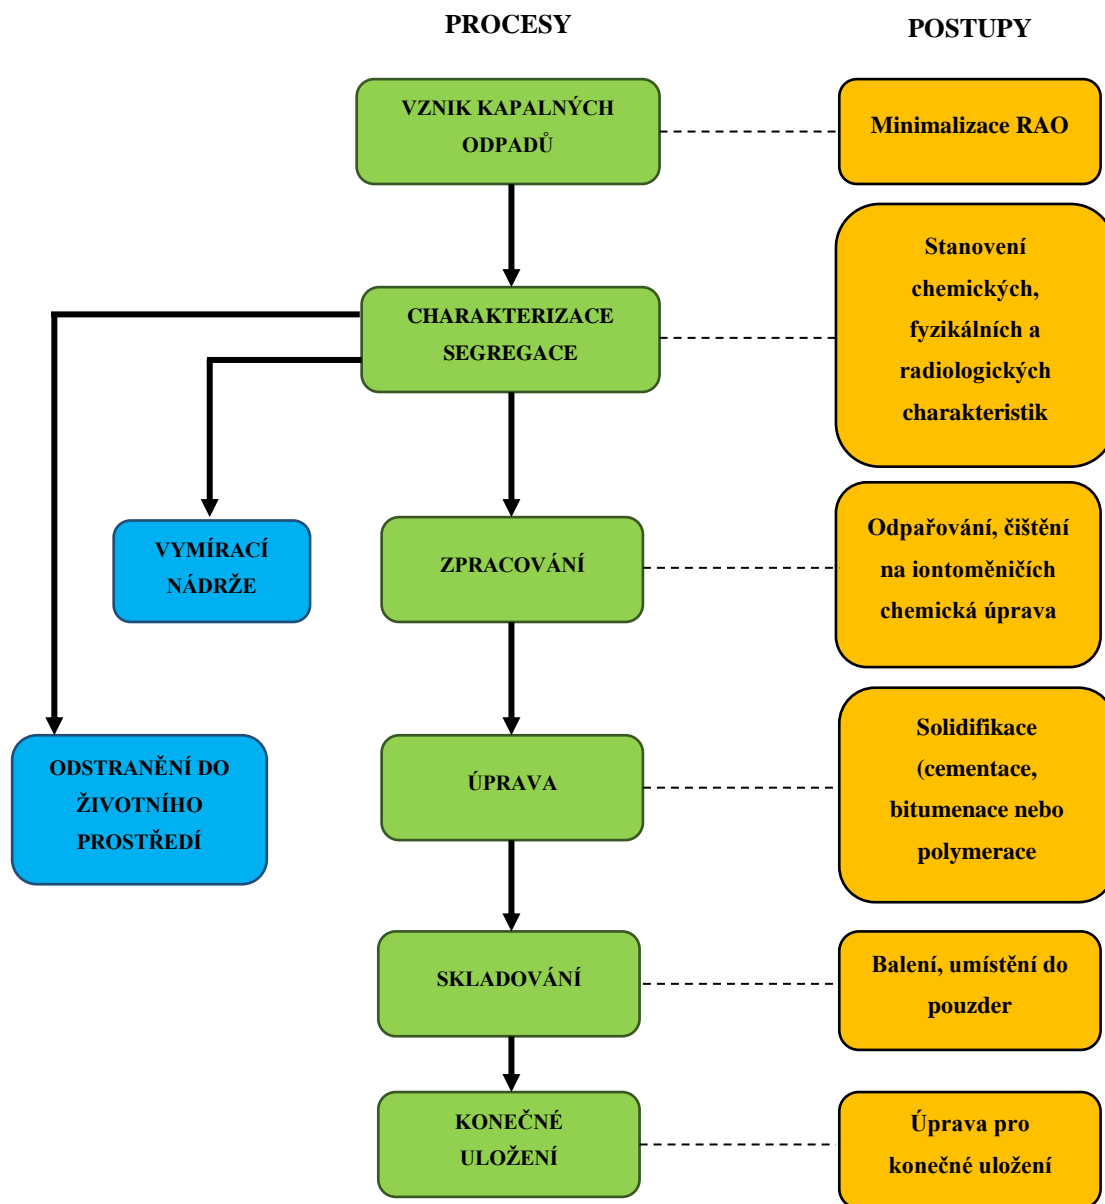 PROCESY
POSTUPY
VZNIK KAPALNÝCH
ODPADŮ
Minimalizace RAO
CHARAKTERIZACE
SEGREGACE
Stanovení
chemických,
fyzikálních a
radiologických
charakteristik
VYMÍRACÍ
NÁDRŽE
ZPRACOVÁNÍ
Odpařování, čištění
na iontoměničích
chemická úprava
ODSTRANĚNÍ DO
ŽIVOTNÍHO
PROSTŘEDÍ
ÚPRAVA
Solidifikace
(cementace,
bitumenace nebo
polymerace
SKLADOVÁNÍ
Balení, umístění do
pouzder
KONEČNÉ
ULOŽENÍ
Úprava pro
konečné uložení